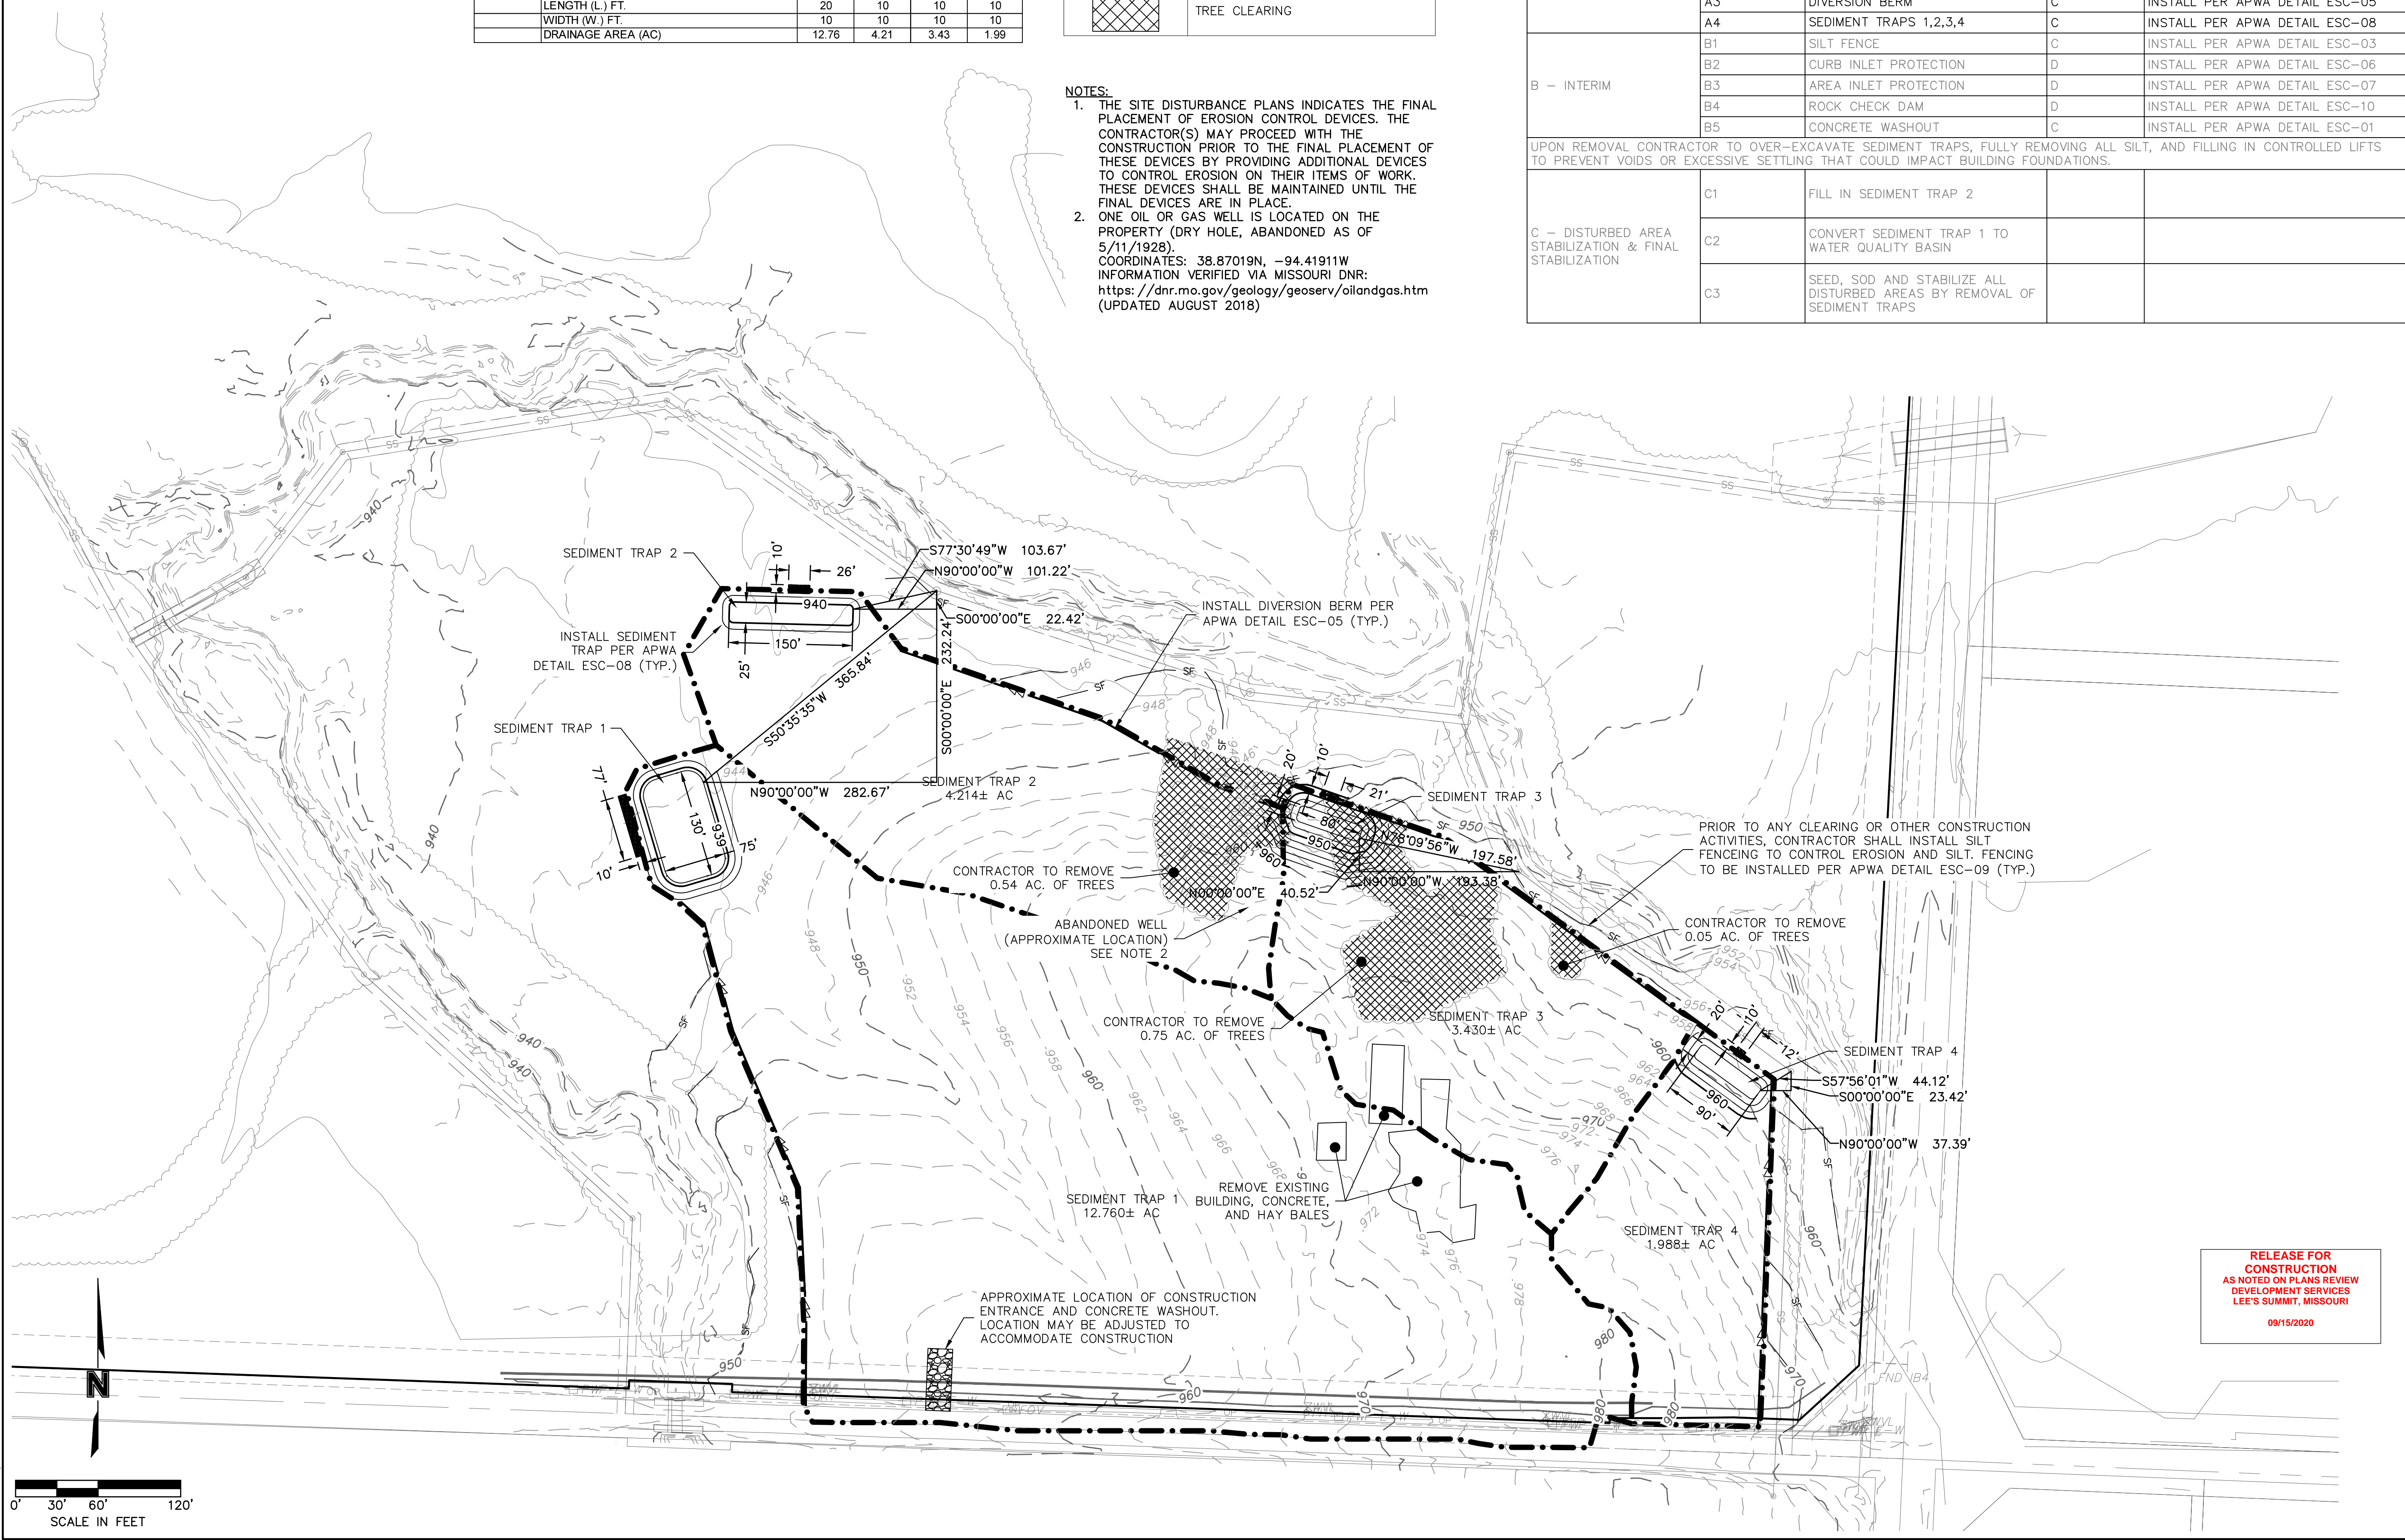 LENGTH (L.) FT. 20 10 10 10
WIDTH (W.) FT. 10 10 10 10
DRAINAGE AREA (AC) 12.76 4.21 3.43 1.99
TREE CLEARING
A3 DIVERSION BERM C INSTALL PER APWA DETAIL ESC-05
A4 SEDIMENT TRAPS 1,2,3,4 C INSTALL PER APWA DETAIL ESC-08
B - INTERIM
B1 SILT FENCE C INSTALL PER APWA DETAIL ESC-03
B2 CURB INLET PROTECTION D INSTALL PER APWA DETAIL ESC-06
B3 AREA INLET PROTECTION D INSTALL PER APWA DETAIL ESC-07
B4 ROCK CHECK DAM D INSTALL PER APWA DETAIL ESC-10
B5 CONCRETE WASHOUT C INSTALL PER APWA DETAIL ESC-01
UPON REMOVAL CONTRACTOR TO OVER-EXCAVATE SEDIMENT TRAPS, FULLY REMOVING ALL SILT, AND FILLING IN CONTROLLED LIFTS
TO PREVENT VOIDS OR EXCESSIVE SETTLING THAT COULD IMPACT BUILDING FOUNDATIONS.
C - DISTURBED AREA
STABILIZATION & FINAL
STABILIZATION
C1 FILL IN SEDIMENT TRAP 2
C2 CONVERT SEDIMENT TRAP 1 TO
WATER QUALITY BASIN
C3 SEED, SOD AND STABILIZE ALL
DISTURBED AREAS BY REMOVAL OF
SEDIMENT TRAPS
NOTES:
1. THE SITE DISTURBANCE PLANS INDICATES THE FINAL
PLACEMENT OF EROSION CONTROL DEVICES. THE
CONTRACTOR(S) MAY PROCEED WITH THE
CONSTRUCTION PRIOR TO THE FINAL PLACEMENT OF
THESE DEVICES BY PROVIDING ADDITIONAL DEVICES
TO CONTROL EROSION ON THEIR ITEMS OF WORK.
THESE DEVICES SHALL BE MAINTAINED UNTIL THE
FINAL DEVICES ARE IN PLACE.
2. ONE OIL OR GAS WELL IS LOCATED ON THE
PROPERTY (DRY HOLE, ABANDONED AS OF
5/11/1928).
COORDINATES: 38.87019N, -94.41911W
INFORMATION VERIFIED VIA MISSOURI DNR:
https://dnr.mo.gov/geology/geoserv/oilandgas.htm
(UPDATED AUGUST 2018)
SEDIMENT TRAP 2
10'
26'
S77°30'49"W 103.67'
N90°00'00"W 101.22'
S00°00'00"E 22.42'
940
150'
25'
INSTALL SEDIMENT
TRAP PER APWA
DETAIL ESC-08 (TYP.)
S50°35'35"W 365.84'
S00°00'00"E 232.24'
N90°00'00"W 282.67'
INSTALL DIVERSION BERM PER
APWA DETAIL ESC-05 (TYP.)
SEDIMENT TRAP 1
77'
130'
939
75'
10'
SEDIMENT TRAP 2
4.214± AC
20'
10'
21'
SEDIMENT TRAP 3
80'
950
N78°09'56"W 197.58'
N90°00'00"W 193.38'
N00°00'00"E 40.52'
CONTRACTOR TO REMOVE
0.54 AC. OF TREES
ABANDONED WELL
(APPROXIMATE LOCATION)
SEE NOTE 2
PRIOR TO ANY CLEARING OR OTHER CONSTRUCTION
ACTIVITIES, CONTRACTOR SHALL INSTALL SILT
FENCEING TO CONTROL EROSION AND SILT. FENCING
TO BE INSTALLED PER APWA DETAIL ESC-09 (TYP.)
CONTRACTOR TO REMOVE
0.05 AC. OF TREES
CONTRACTOR TO REMOVE
0.75 AC. OF TREES
SEDIMENT TRAP 3
3.430± AC
20'
10'
12'
SEDIMENT TRAP 4
960
90'
S57°56'01"W 44.12'
S00°00'00"E 23.42'
N90°00'00"W 37.39'
SEDIMENT TRAP 1
12.760± AC
REMOVE EXISTING
BUILDING, CONCRETE,
AND HAY BALES
SEDIMENT TRAP 4
1.988± AC
APPROXIMATE LOCATION OF CONSTRUCTION
ENTRANCE AND CONCRETE WASHOUT.
LOCATION MAY BE ADJUSTED TO
ACCOMMODATE CONSTRUCTION
RELEASE FOR
CONSTRUCTION
AS NOTED ON PLANS REVIEW
DEVELOPMENT SERVICES
LEE'S SUMMIT, MISSOURI
09/15/2020
N
0' 30' 60' 120'
SCALE IN FEET